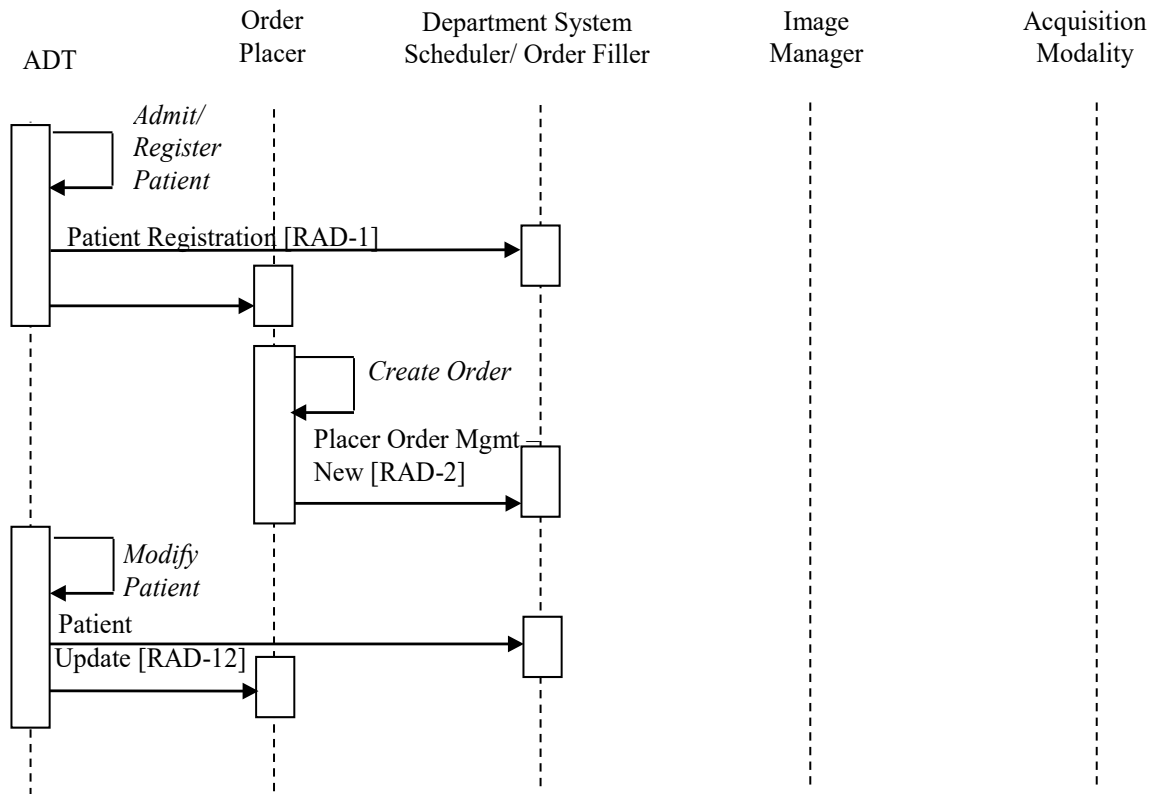 ADT
Order
Placer
Department System
Scheduler/ Order Filler
Image
Manager
Acquisition
Modality
Admit/
Register
Patient
Patient Registration [RAD-1]
Create Order
Placer Order Mgmt –
New [RAD-2]
Modify
Patient
Patient
Update [RAD-12]